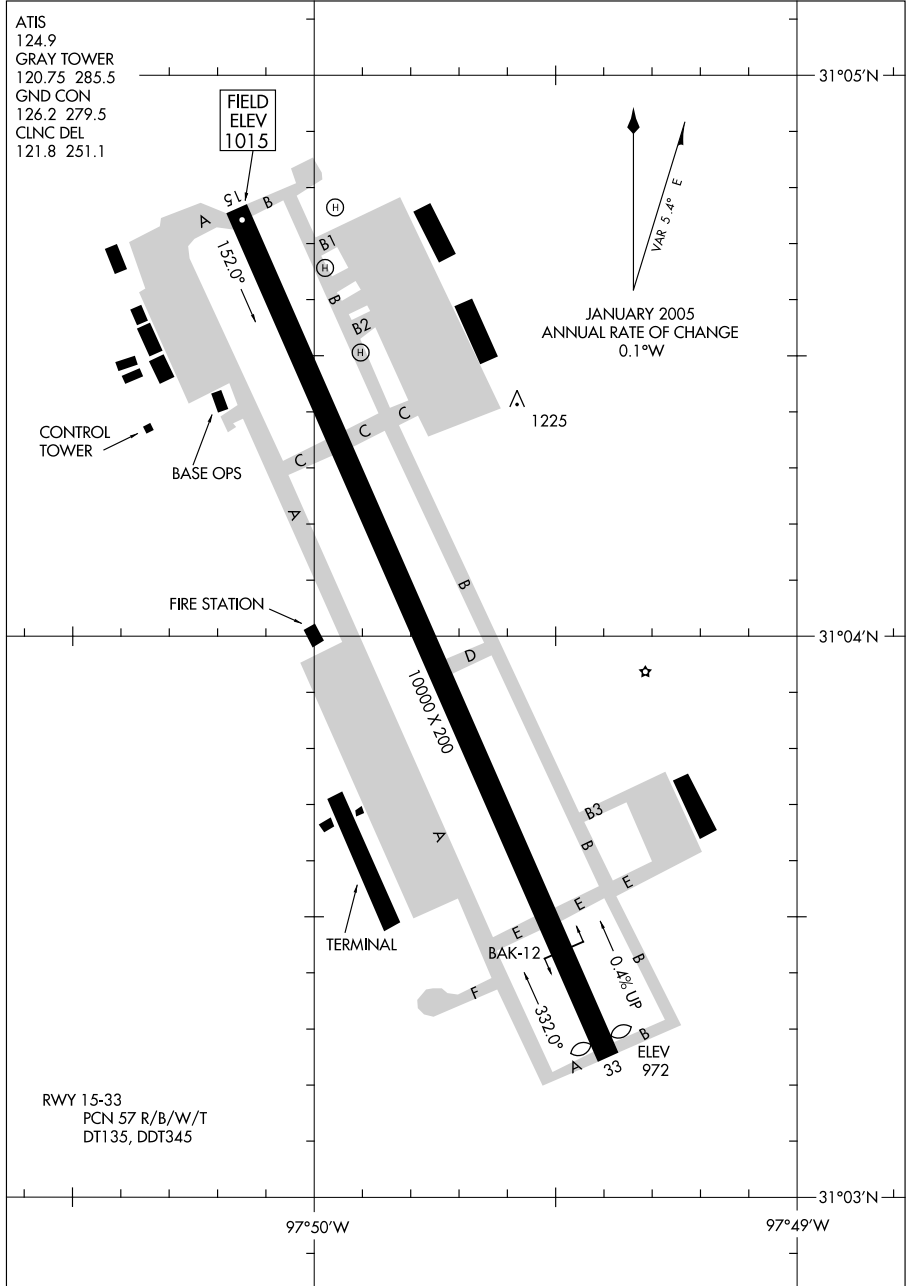 ATIS
124.9
GRAY TOWER
120.75 285.5
GND CON
126.2 279.5
CLNC DEL
121.8 251.1
FIELD
ELEV
1015
31°05'N
VAR 5.4° E
JANUARY 2005
ANNUAL RATE OF CHANGE
0.1°W
15
A
B
H
152.0°
B1
H
B
B2
H
1225
CONTROL
TOWER
BASE OPS
C
C
C
A
B
FIRE STATION
31°04'N
D
10000 X 200
B3
A
B
E
E
E
TERMINAL
BAK-12
B
0.4% UP
F
332.0°
A
33
B
ELEV
972
RWY 15-33
PCN 57 R/B/W/T
DT135, DDT345
31°03'N
97°50'W
97°49'W